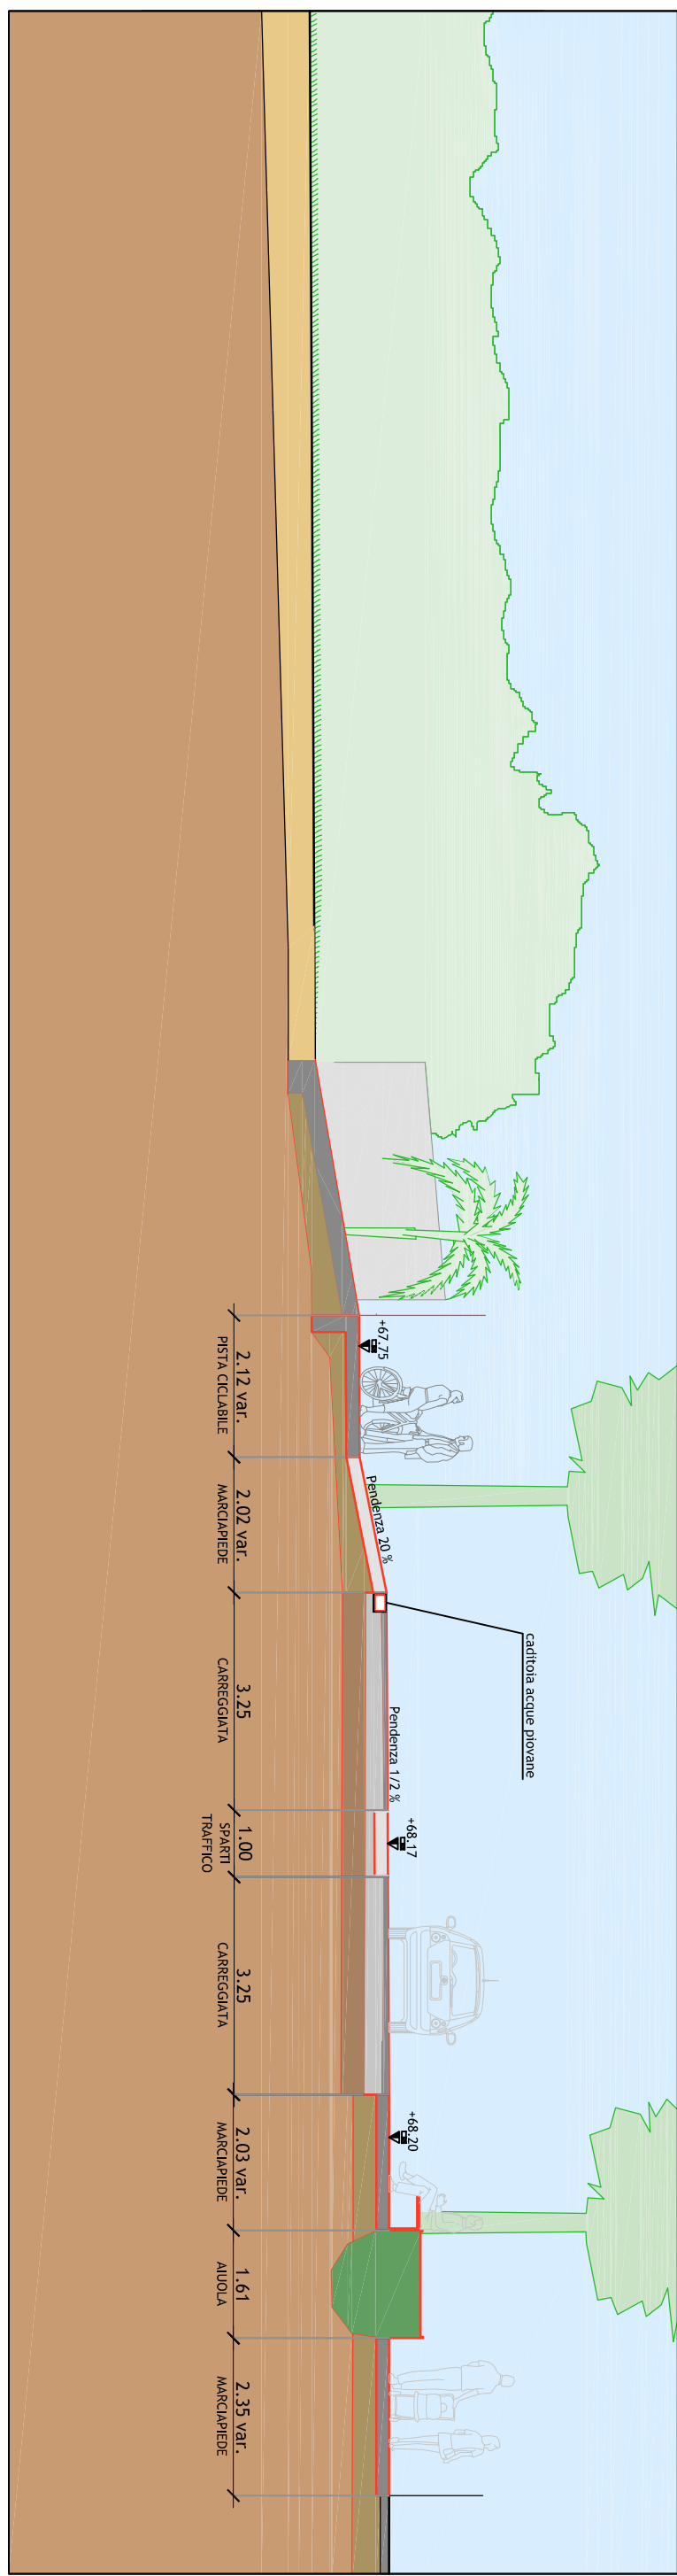 caditoia acque piovane
+67.75
Pendenza 20 %
Pendenza 1/2 %
+68.17
+68.20
2.12 var.
PISTA CICLABILE
2.02 var.
MARCIAPIEDE
3.25
CARREGGIATA
1.00
SPARTI
TRAFFICO
3.25
CARREGGIATA
2.03 var.
MARCIAPIEDE
1.61
AIUOLA
2.35 var.
MARCIAPIEDE